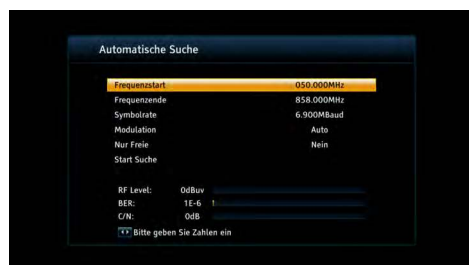 Automatische Suche
Frequenzstart 050.000MHz
Frequenzende 858.000MHz
Symbolrate 6.900MBaud
Modulation Auto
Nur Freie Nein
Start Suche
RF Level: 0dBuv
BER: 1E-6
C/N: 0dB
Bitte geben Sie Zahlen ein